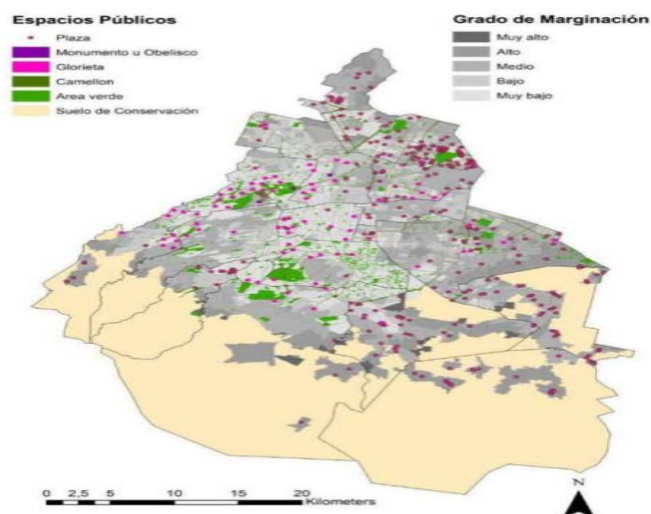 Espacios Públicos
Plaza
Monumento u Obelisco
Glorieta
Camellon
Area verde
Suelo de Conservación
Grado de Marginación
Muy alto
Alto
Medio
Bajo
Muy bajo
0 2,5 5 10 15 20
Kilometers
N